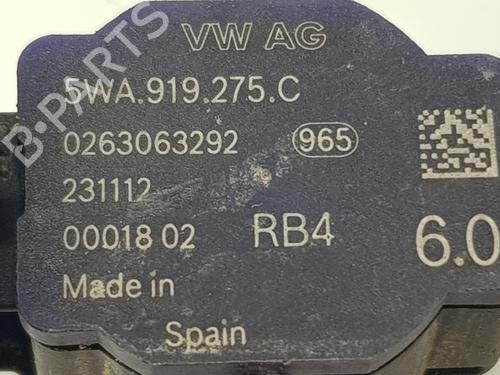 VW AG
5WA.919.275.C
0263063292 965
231112
00018 02 RB4 6.0
Made in
Spain
B-PARTS